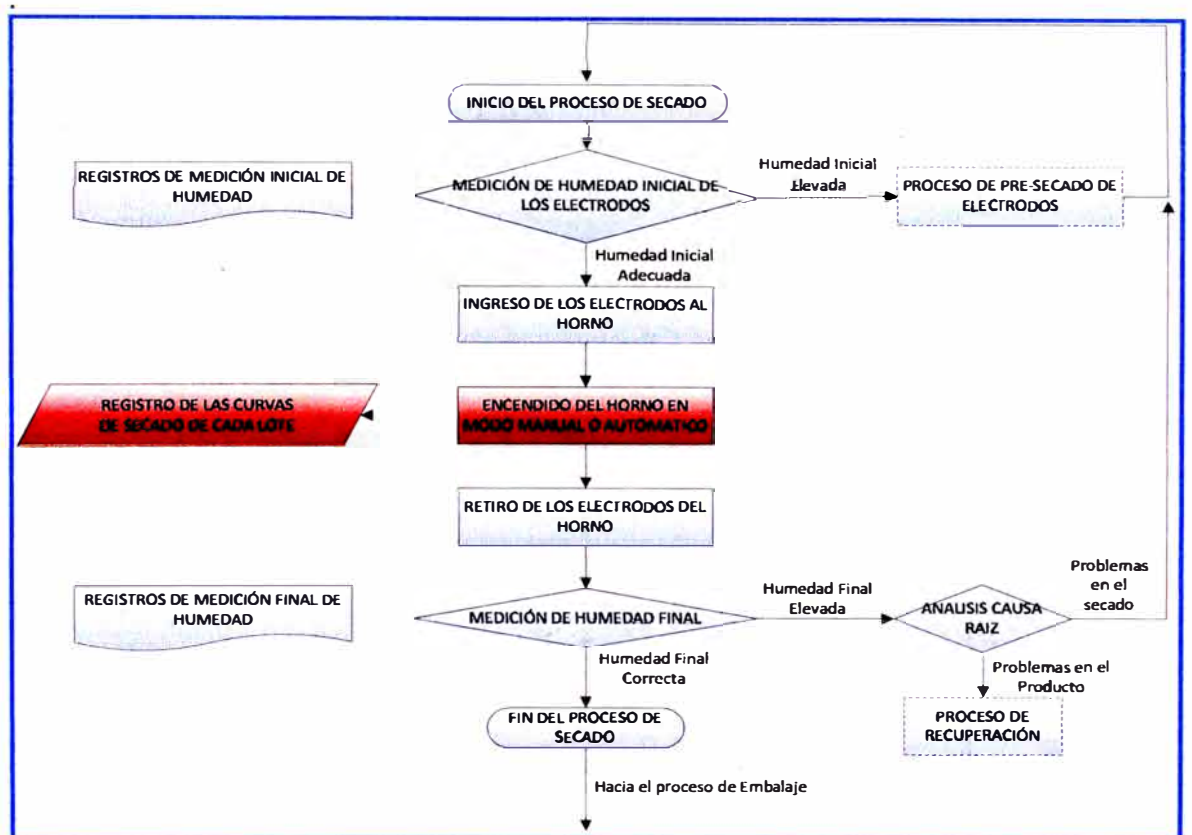 INICIO DEL PROCESO DE SECADO
REGISTROS DE MEDICIÓN INICIAL DE
HUMEDAD
MEDICIÓN DE HUMEDAD INICIAL DE
LOS ELECTRODOS
Humedad Inicial
Elevada
PROCESO DE PRE-SECADO DE
ELECTRODOS
Humedad Inicial
Adecuada
INGRESO DE LOS ELECTRODOS AL
HORNO
REGISTRO DE LAS CURVAS
DE SECADO DE CADA LOTE
ENCENDIDO DEL HORNO EN
MODO MANUAL O AUTOMATICO
RETIRO DE LOS ELECTRODOS DEL
HORNO
REGISTROS DE MEDICIÓN FINAL DE
HUMEDAD
MEDICIÓN DE HUMEDAD FINAL
Humedad Final
Elevada
ANALISIS CAUSA
RAIZ
Problemas
en el
secado
Humedad Final
Correcta
Problemas en el
Producto
FIN DEL PROCESO DE
SECADO
PROCESO DE
RECUPERACIÓN
Hacia el proceso de Embalaje